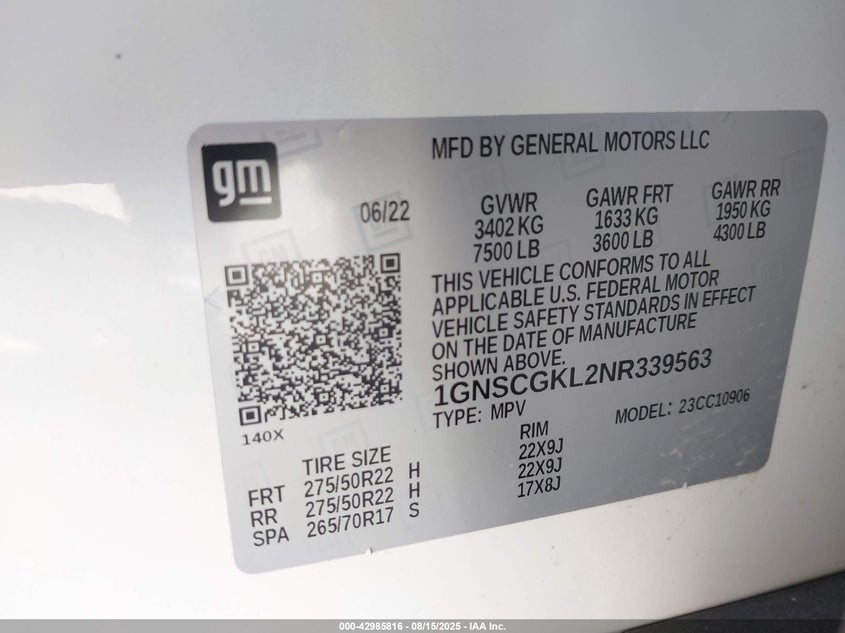 gm
MFD BY GENERAL MOTORS LLC
06/22
GVWR GAWR FRT GAWR RR
3402 KG 1633 KG 1950 KG
7500 LB 3600 LB 4300 LB
THIS VEHICLE CONFORMS TO ALL
APPLICABLE U.S. FEDERAL MOTOR
VEHICLE SAFETY STANDARDS IN EFFECT
ON THE DATE OF MANUFACTURE
SHOWN ABOVE.
1GNSCGKL2NR339563
TYPE: MPV MODEL: 23CC10906
140X
TIRE SIZE RIM
FRT 275/50R22 H 22X9J
RR 275/50R22 H 22X9J
SPA 265/70R17 S 17X8J
000-42985816 - 08/15/2025 - IAA Inc.